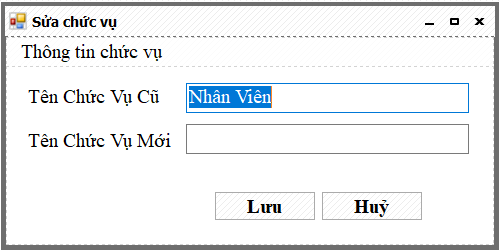 Sửa chức vụ
Thông tin chức vụ
Tên Chức Vụ Cũ Nhân Viên
Tên Chức Vụ Mới
Lưu Huỷ